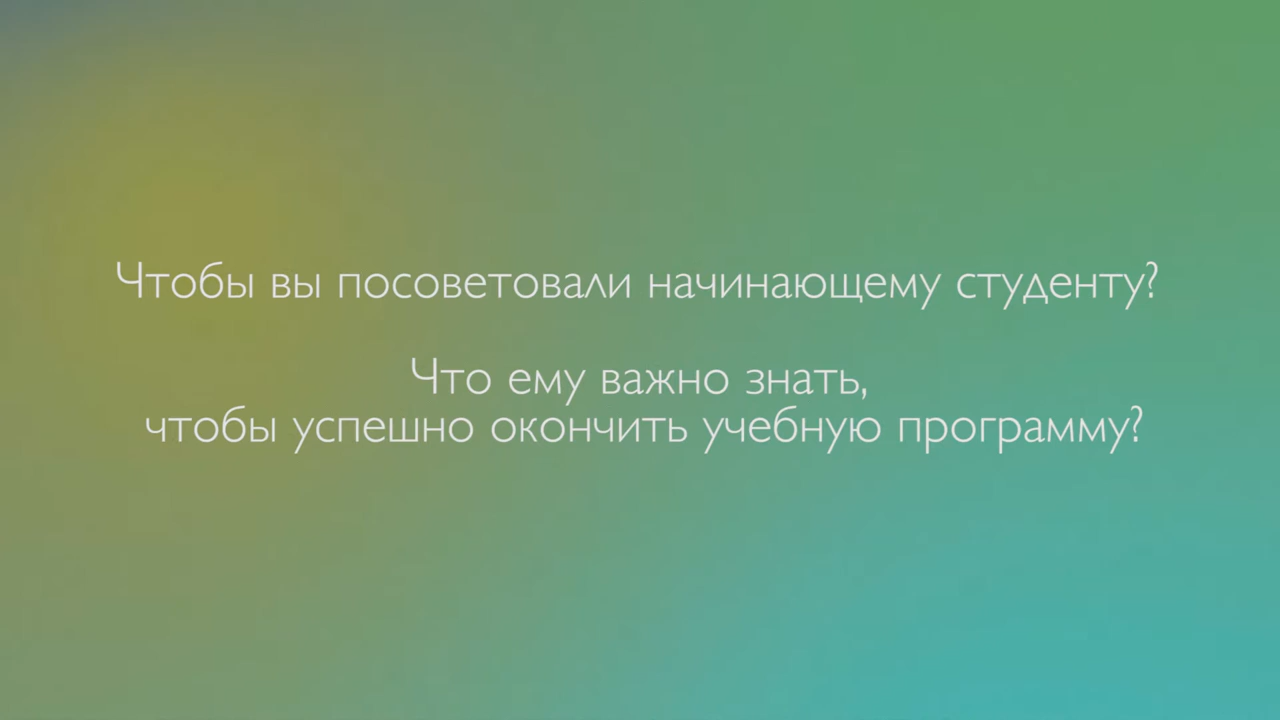 Чтобы вы посоветовали начинающему студенту?
Что ему важно знать,
чтобы успешно окончить учебную программу?